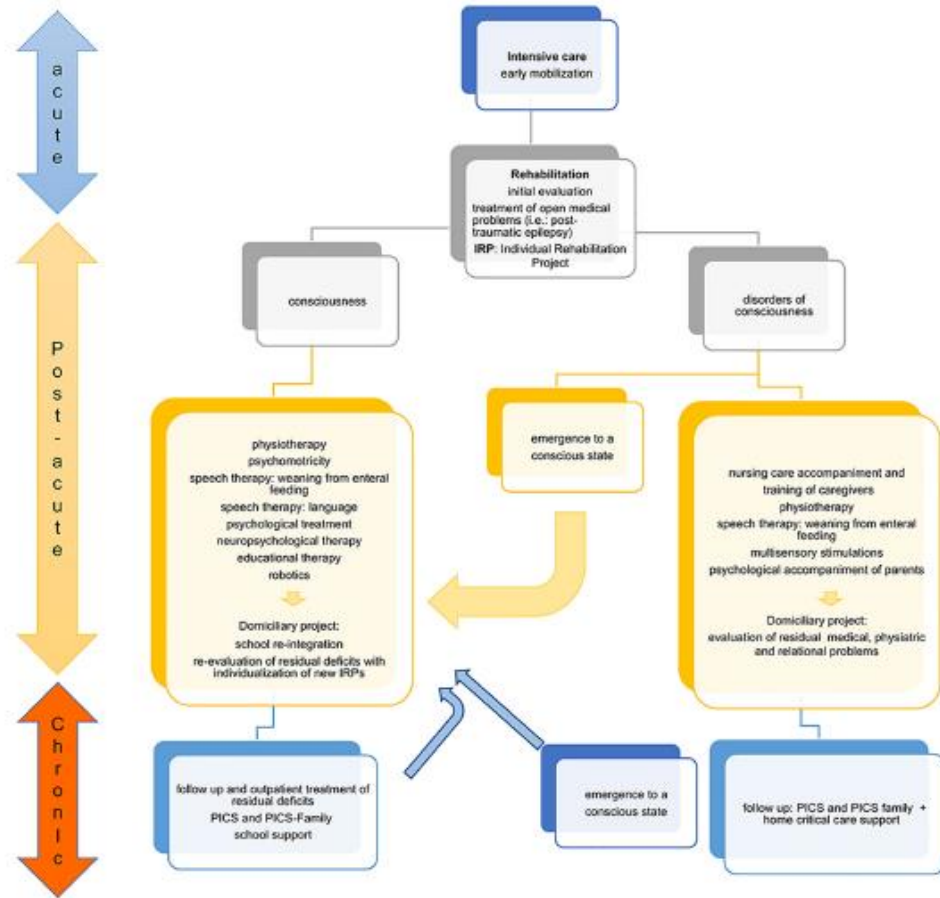 acute
Intensive care
early mobilization
Rehabilitation
initial evaluation
treatment of open medical
problems (i.e.: post-
traumatic epilepsy)
IRP: Individual Rehabilitation
Project
consciousness
disorders of
consciousness
Post-acute
physiotherapy
psychomotricity
speech therapy: weaning from enteral
feeding
speech therapy: language
psychological treatment
neuropsychological therapy
educational therapy
robotics
Domiciliary project:
school re-integration
re-evaluation of residual deficits with
individualization of new IRPs
emergence to a
conscious state
nursing care accompaniment and
training of caregivers
physiotherapy
speech therapy: weaning from enteral
feeding
multisensory stimulations
psychological accompaniment of parents
Domiciliary project:
evaluation of residual medical, physiatric
and relational problems
ChronIc
follow up and outpatient treatment of
residual deficits
PICS and PICS-Family
school support
emergence to a
conscious state
follow up: PICS and PICS family +
home critical care support